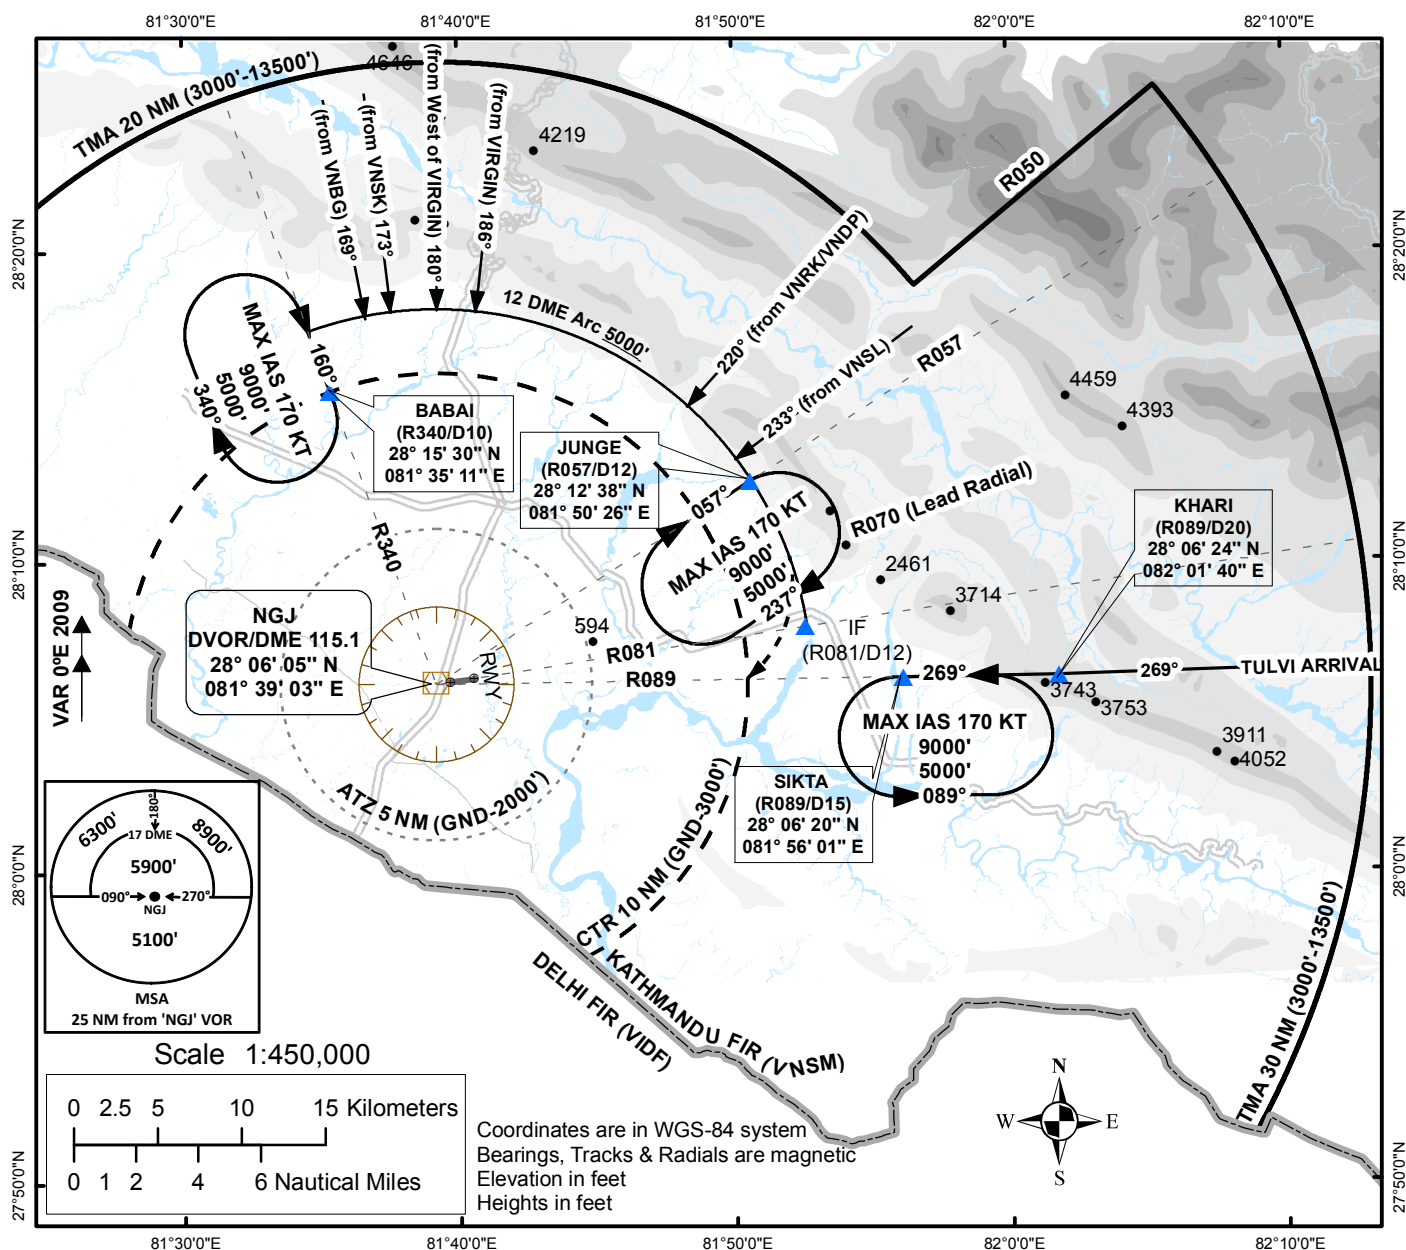 81°30'0"E
81°40'0"E
81°50'0"E
82°0'0"E
82°10'0"E
28°20'0"N
28°10'0"N
28°0'0"N
27°50'0"N
28°20'0"N
28°10'0"N
28°0'0"N
27°50'0"N
TMA 20 NM (3000'-13500')
4646
4219
(from VNBG) 169°
(from VNSK) 173°
(from West of VIRGIN) 180°
(from VIRGIN) 186°
R050
12 DME Arc 5000'
220° (from VNRK/VNDP)
233° (from VNSL)
R057
MAX IAS 170 KT
9000'
5000'
160°
340°
BABAI
(R340/D10)
28° 15' 30" N
081° 35' 11" E
JUNGE
(R057/D12)
28° 12' 38" N
081° 50' 26" E
4459
4393
057°
MAX IAS 170 KT
9000'
5000'
237°
R070 (Lead Radial)
KHARI
(R089/D20)
28° 06' 24" N
082° 01' 40" E
R340
2461
3714
594
VAR 0°E 2009
NGJ
DVOR/DME 115.1
28° 06' 05" N
081° 39' 03" E
RWY
R081
R089
IF
(R081/D12)
269°
269°
TULVI ARRIVAL
3743
3753
3911
4052
MAX IAS 170 KT
9000'
5000'
089°
SIKTA
(R089/D15)
28° 06' 20" N
081° 56' 01" E
ATZ 5 NM (GND-2000')
CTR 10 NM (GND-3000')
KATHMANDU FIR (VNSM)
DELHI FIR (VIDF)
TMA 30 NM (3000'-13500')
6300'
180°
8900'
17 DME
5900'
090°
270°
NGJ
5100'
MSA
25 NM from 'NGJ' VOR
Scale 1:450,000
0 2.5 5 10 15 Kilometers
0 1 2 4 6 Nautical Miles
Coordinates are in WGS-84 system
Bearings, Tracks & Radials are magnetic
Elevation in feet
Heights in feet
N
W
E
S
81°30'0"E
81°40'0"E
81°50'0"E
82°0'0"E
82°10'0"E